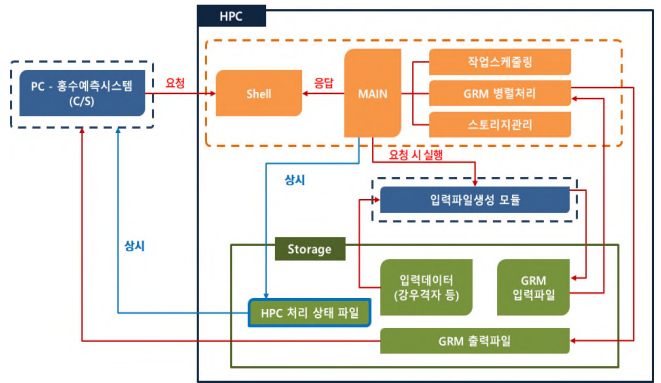 HPC
PC - 홍수예측시스템
(C/S)
요청
Shell
응답
MAIN
작업스케줄링
GRM 병렬처리
스토리지관리
요청 시 실행
상시
입력파일생성 모듈
상시
Storage
입력데이터
(강우격자 등)
GRM
입력파일
HPC 처리 상태 파일
GRM 출력파일